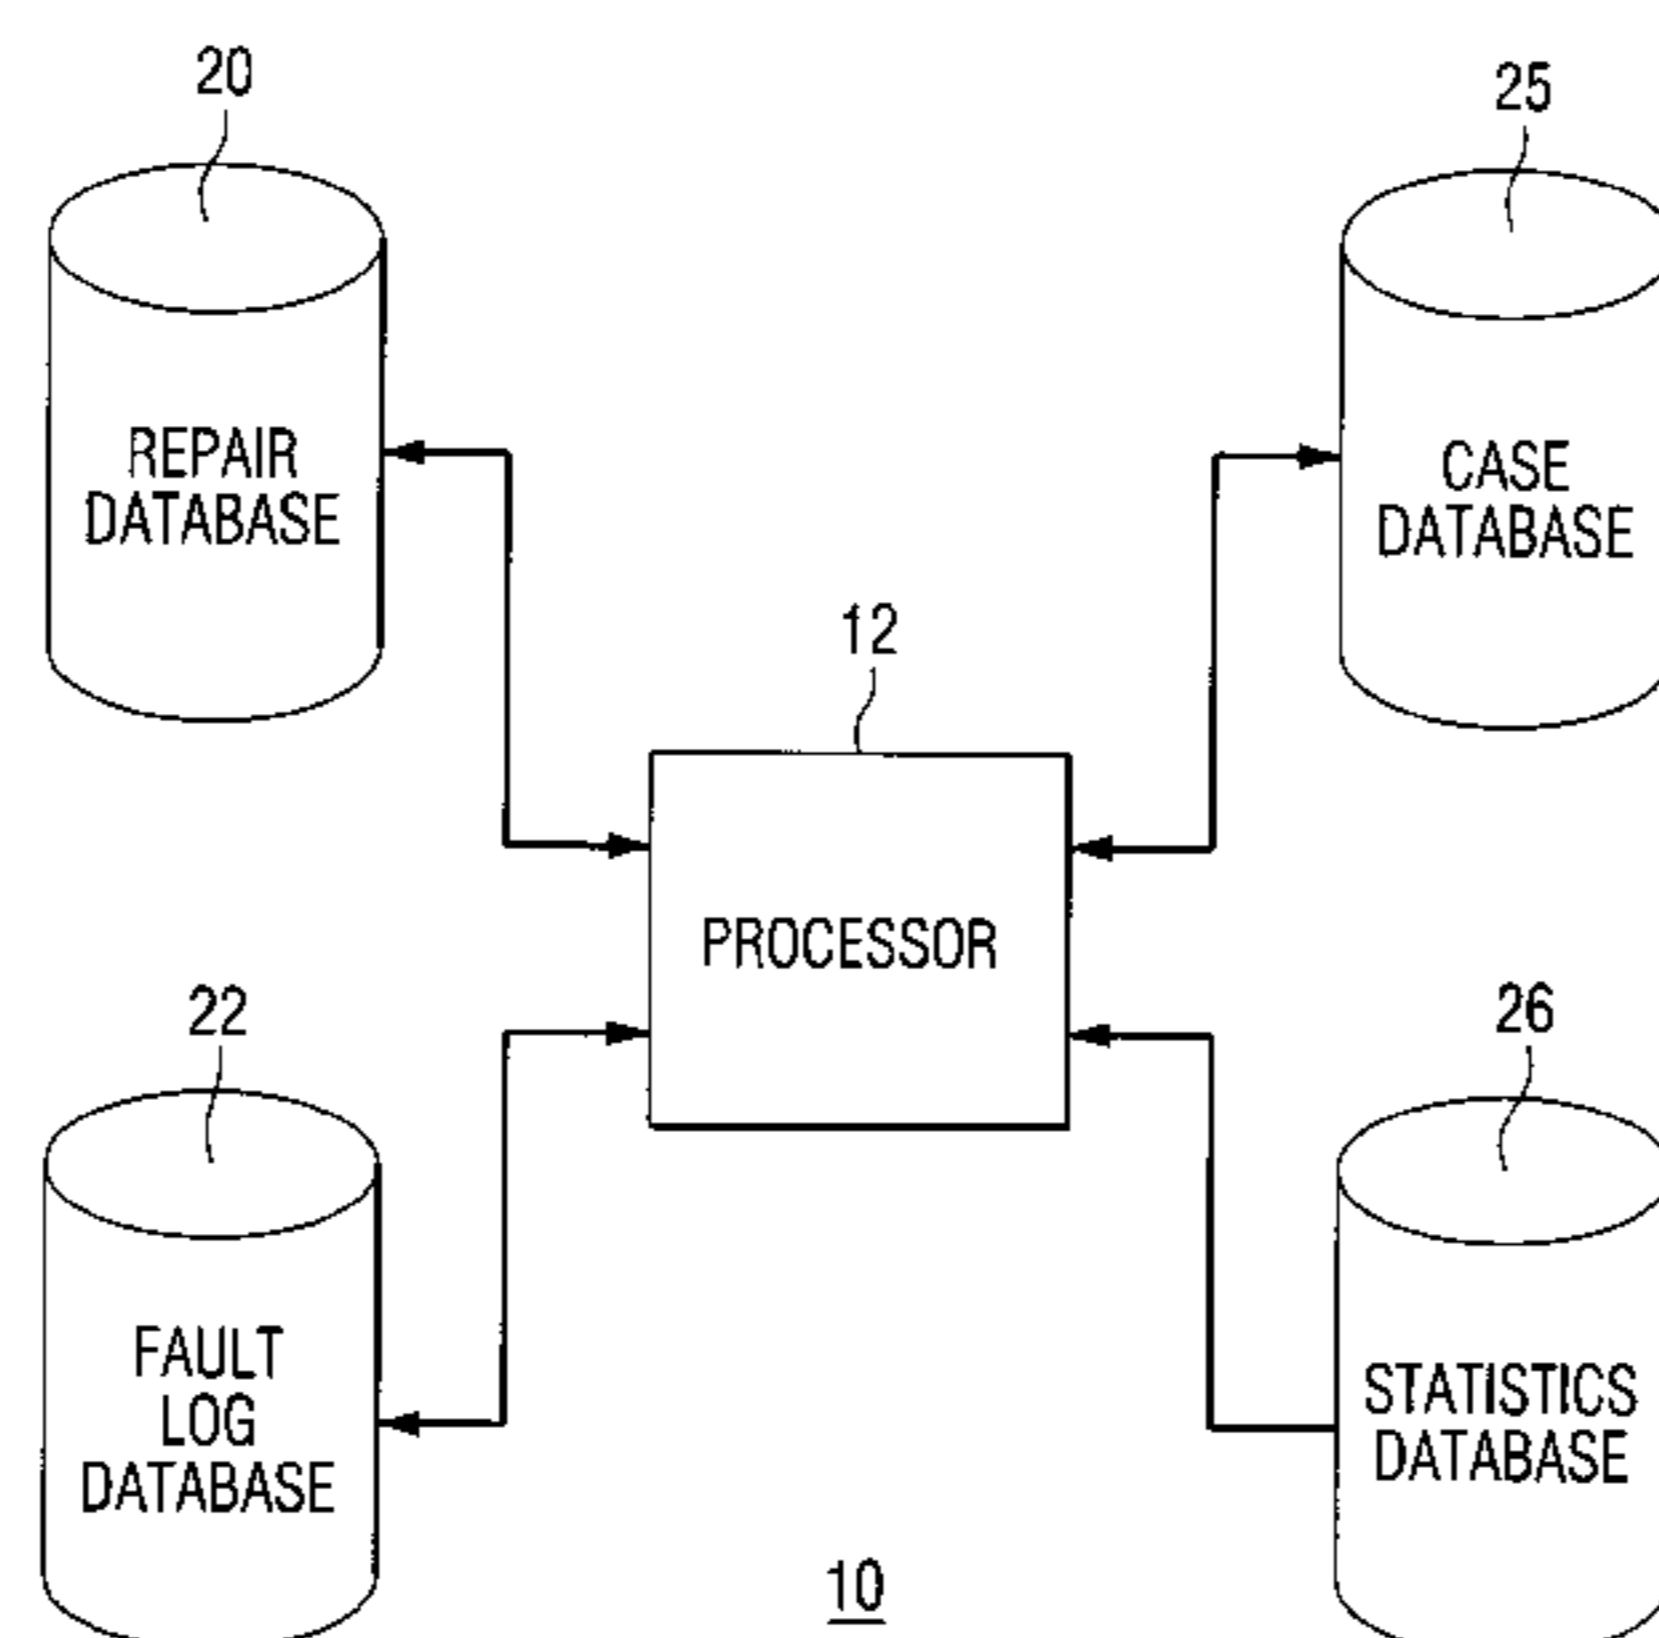 20
25
REPAIR
DATABASE
CASE
DATABASE
12
PROCESSOR
22
26
FAULT
LOG
DATABASE
STATISTICS
DATABASE
10